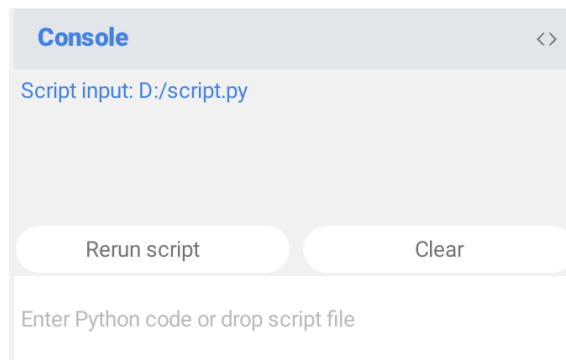 Console
Script input: D:/script.py
Rerun script
Clear
Enter Python code or drop script file